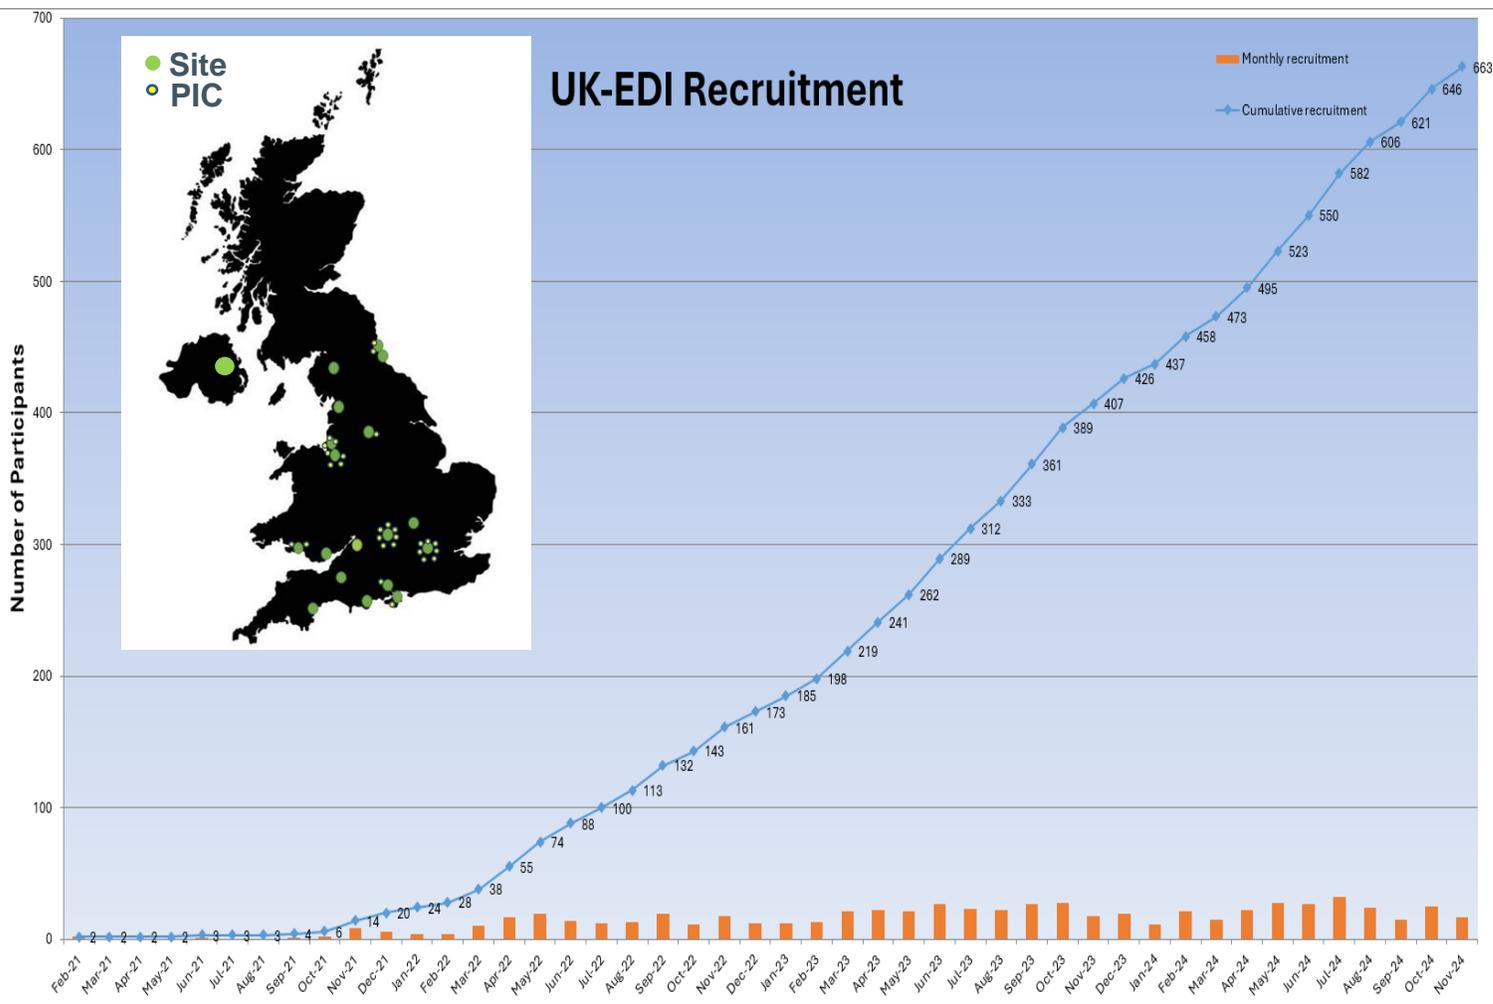 Site
PIC
UK-EDI Recruitment
Monthly recruitment
Cumulative recruitment
Number of Participants
700
600
500
400
300
200
100
0
2
2
2
2
3
3
3
4
6
14
20
24
28
38
55
74
88
100
113
132
143
161
173
185
198
219
241
262
289
312
333
361
389
407
426
437
458
473
495
523
550
582
606
621
646
663
Feb-21
Mar-21
Apr-21
May-21
Jun-21
Jul-21
Aug-21
Sep-21
Oct-21
Nov-21
Dec-21
Jan-22
Feb-22
Mar-22
Apr-22
May-22
Jun-22
Jul-22
Aug-22
Sep-22
Oct-22
Nov-22
Dec-22
Jan-23
Feb-23
Mar-23
Apr-23
May-23
Jun-23
Jul-23
Aug-23
Sep-23
Oct-23
Nov-23
Dec-23
Jan-24
Feb-24
Mar-24
Apr-24
May-24
Jun-24
Jul-24
Aug-24
Sep-24
Oct-24
Nov-24